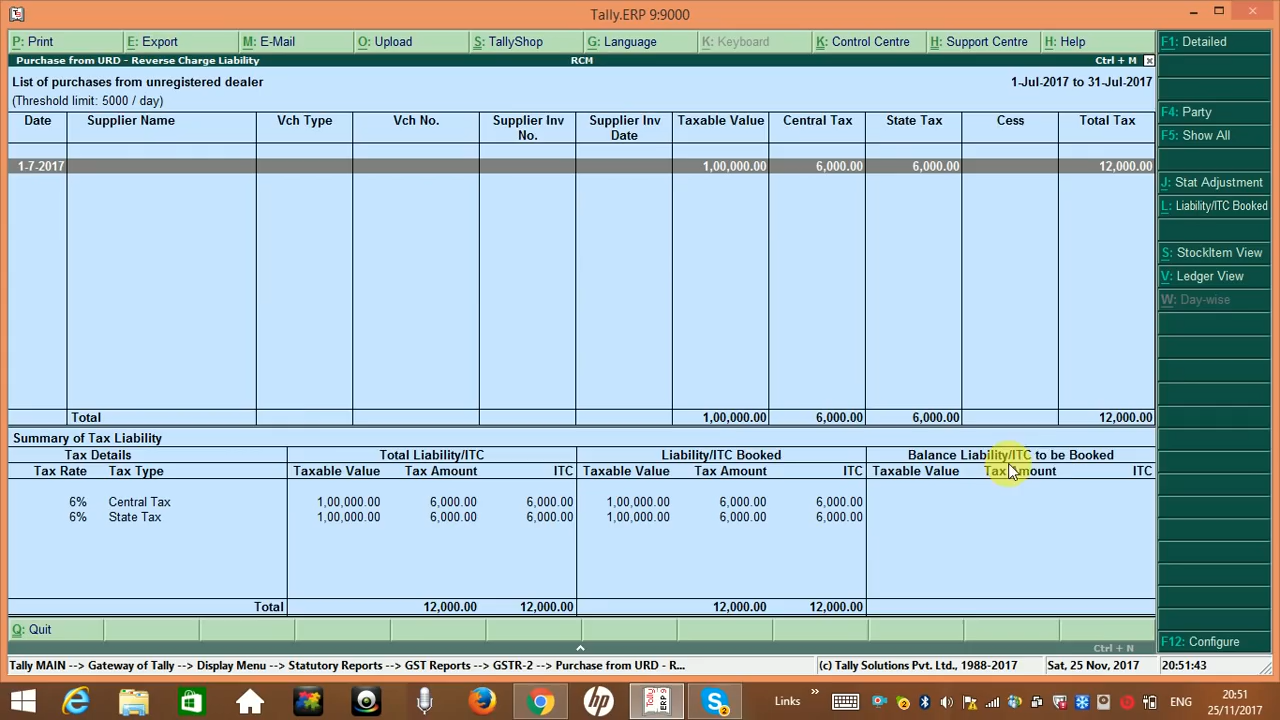 Tally.ERP 9:9000
P: Print E: Export M: E-Mail O: Upload S: TallyShop G: Language K: Keyboard K: Control Centre H: Support Centre H: Help F1: Detailed
Purchase from URD - Reverse Charge Liability RCM Ctrl + M
List of purchases from unregistered dealer 1-Jul-2017 to 31-Jul-2017
(Threshold limit: 5000 / day)
Date Supplier Name Vch Type Vch No. Supplier Inv No. Supplier Inv Date Taxable Value Central Tax State Tax Cess Total Tax
1-7-2017 1,00,000.00 6,000.00 6,000.00 12,000.00
Total 1,00,000.00 6,000.00 6,000.00 12,000.00
F4: Party
F5: Show All
J: Stat Adjustment
L: Liability/ITC Booked
S: StockItem View
V: Ledger View
W: Day-wise
Summary of Tax Liability
Tax Details Total Liability/ITC Liability/ITC Booked Balance Liability/ITC to be Booked
Tax Rate Tax Type Taxable Value Tax Amount ITC Taxable Value Tax Amount ITC Taxable Value Tax Amount ITC
6% Central Tax 1,00,000.00 6,000.00 6,000.00 1,00,000.00 6,000.00 6,000.00
6% State Tax 1,00,000.00 6,000.00 6,000.00 1,00,000.00 6,000.00 6,000.00
Total 12,000.00 12,000.00 12,000.00 12,000.00
Q: Quit F12: Configure
Ctrl + N
Tally MAIN --> Gateway of Tally --> Display Menu --> Statutory Reports --> GST Reports --> GSTR-2 --> Purchase from URD - R... (c) Tally Solutions Pvt. Ltd., 1988-2017 Sat, 25 Nov, 2017 20:51:43
Links » ENG 20:51
25/11/2017